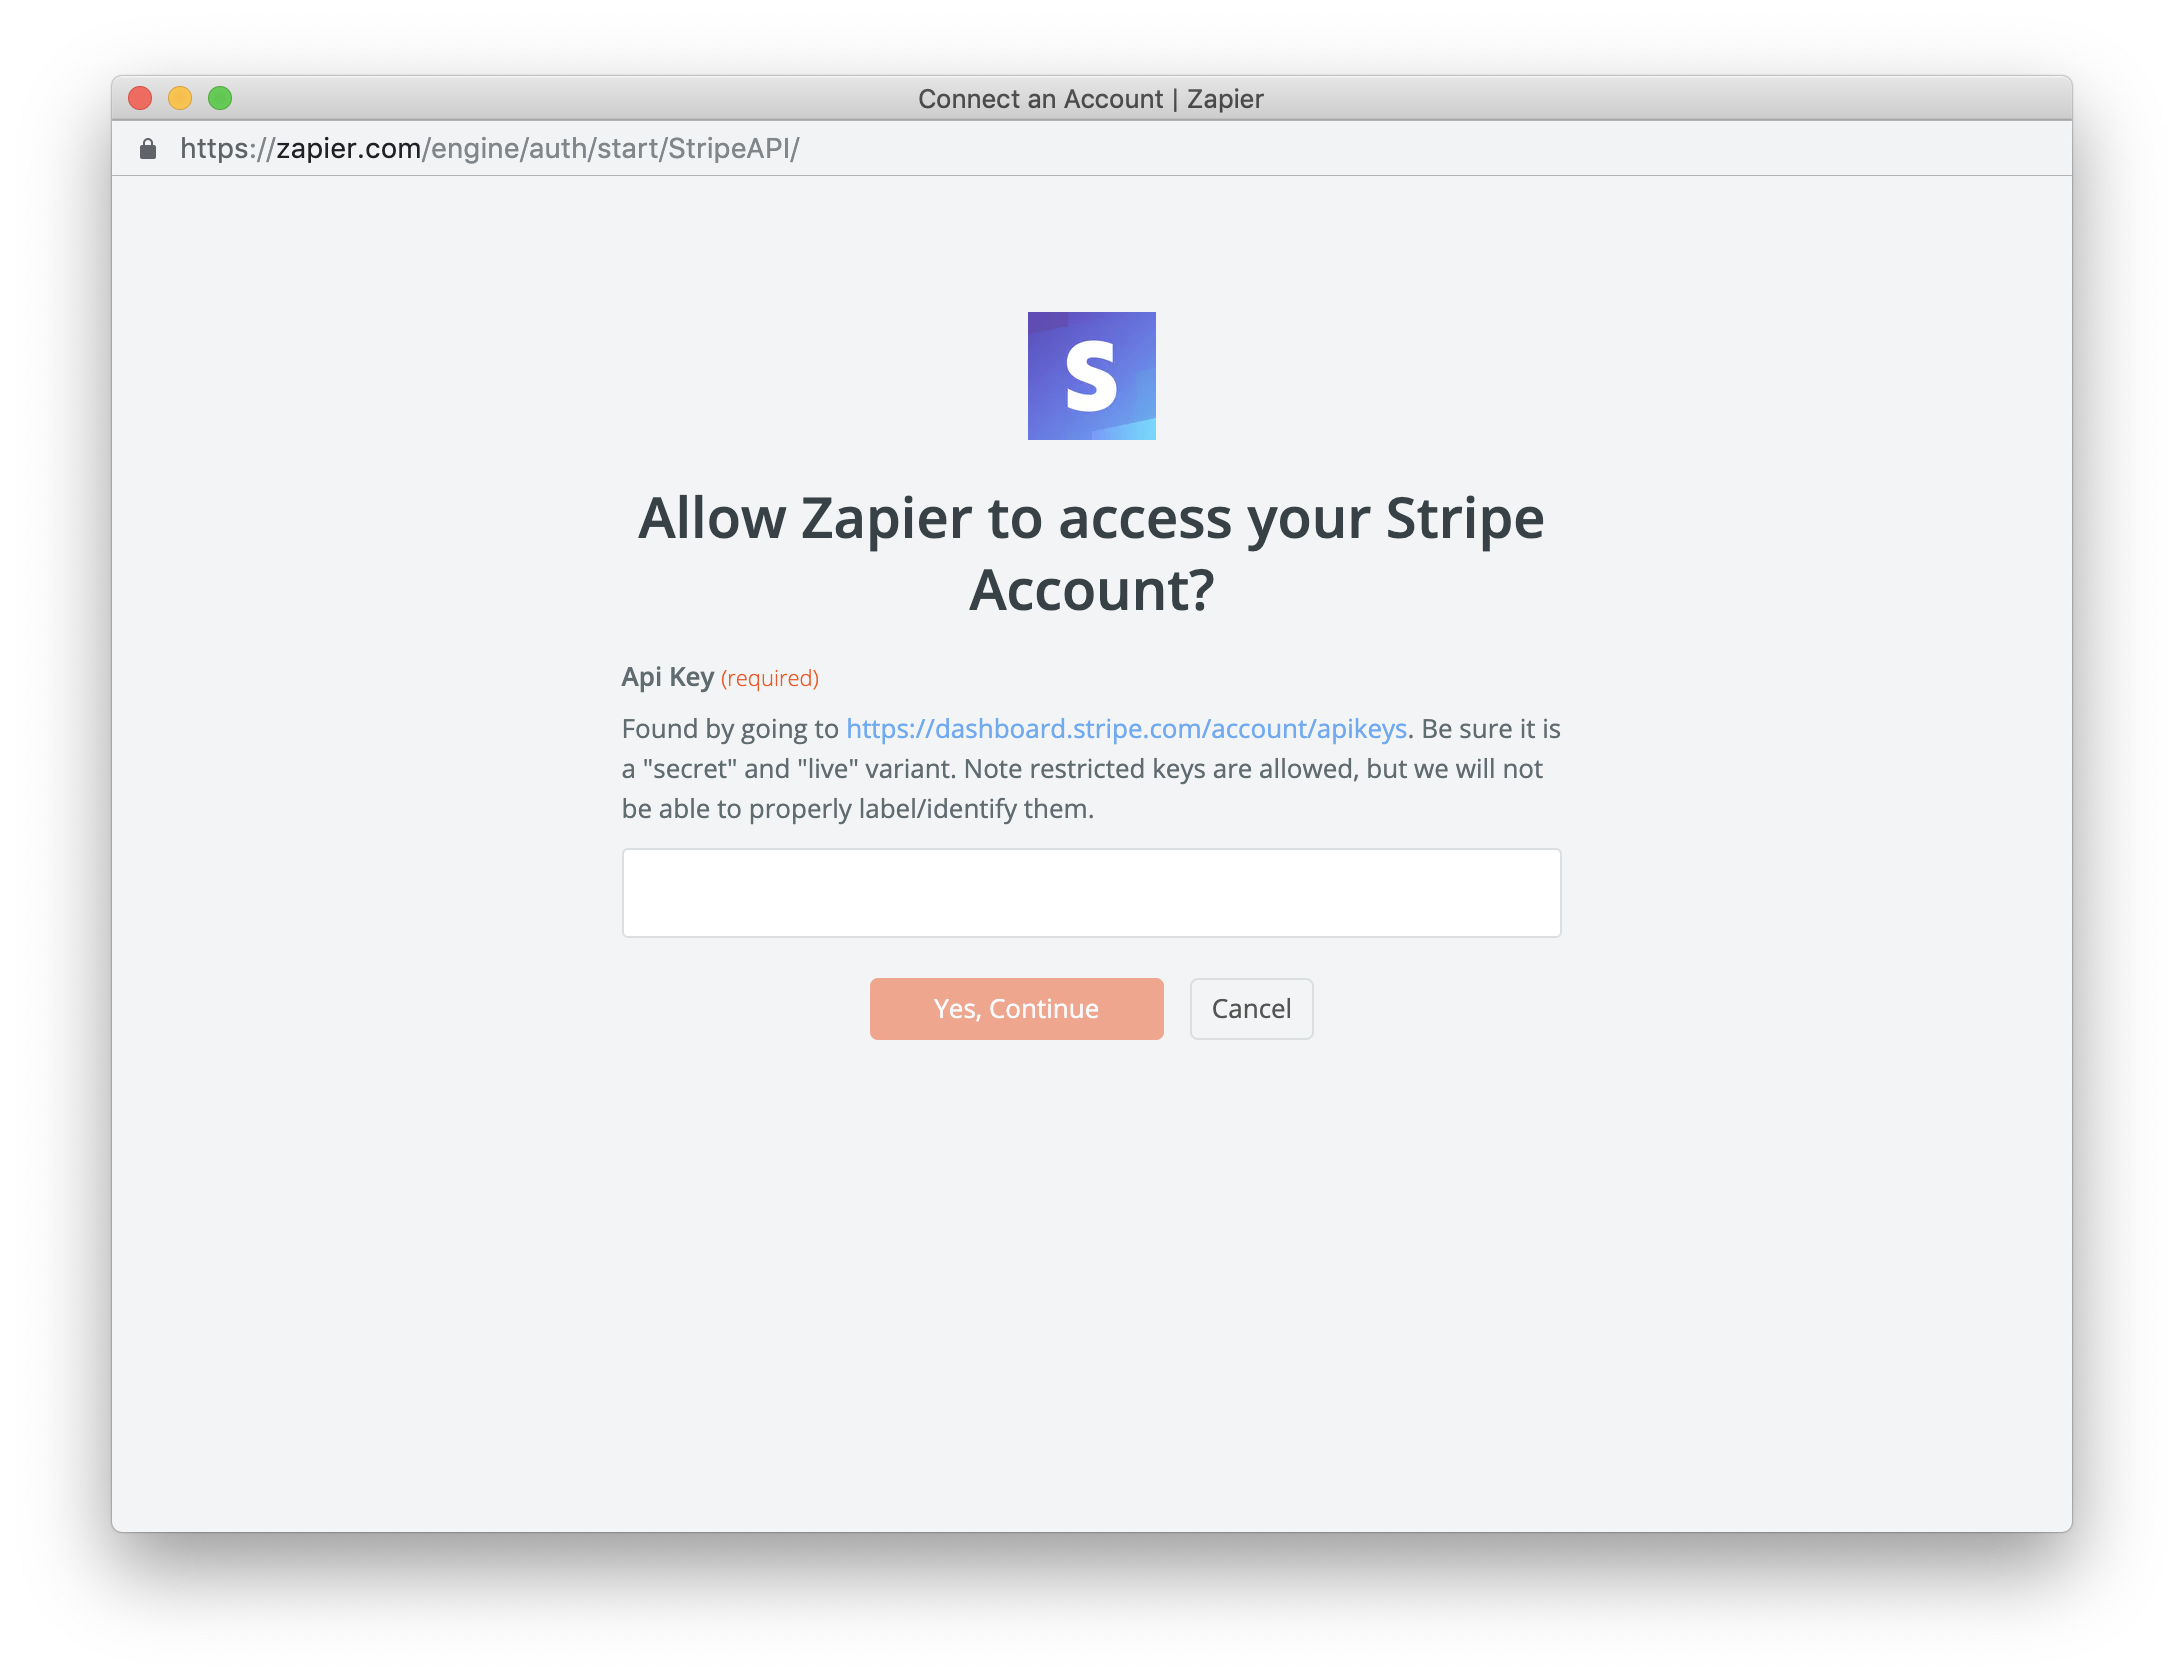 Connect an Account | Zapier
https://zapier.com/engine/auth/start/StripeAPI/
S
Allow Zapier to access your Stripe
Account?
Api Key (required)
Found by going to https://dashboard.stripe.com/account/apikeys. Be sure it is
a "secret" and "live" variant. Note restricted keys are allowed, but we will not
be able to properly label/identify them.
Yes, Continue
Cancel